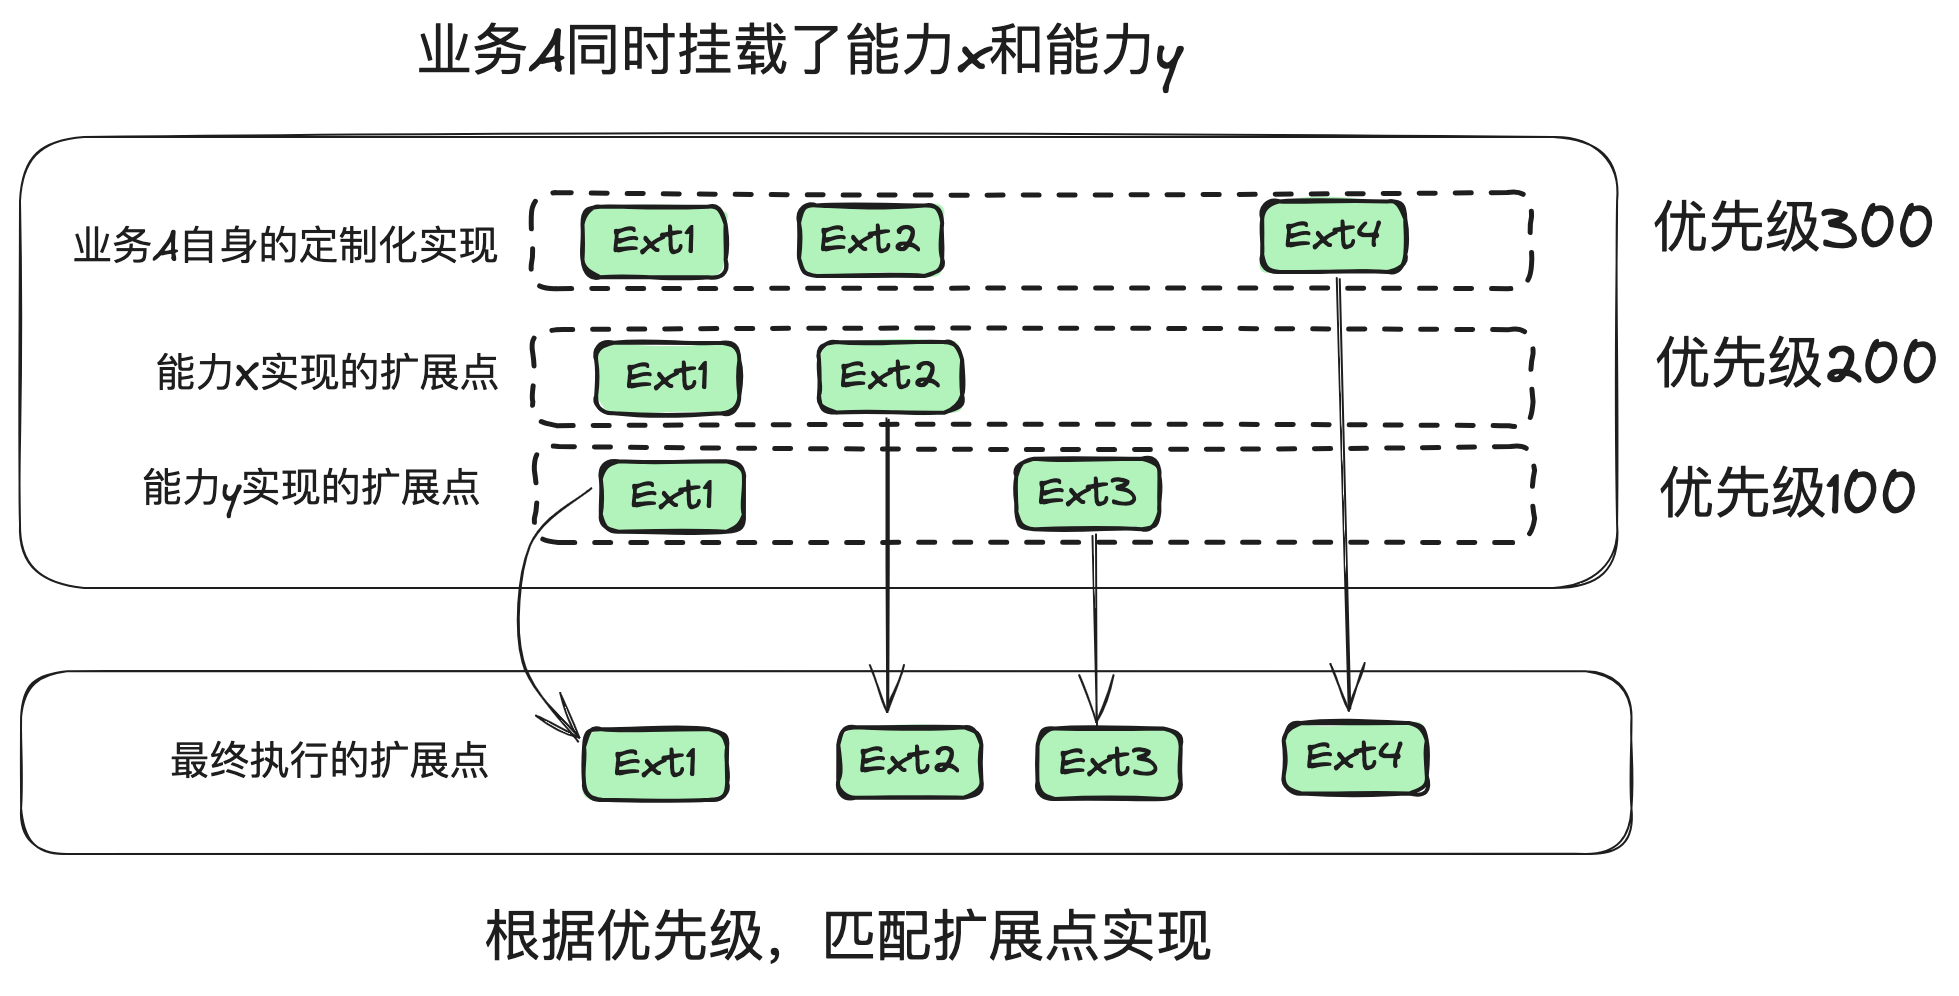 业务A同时挂载了能力x和能力y
业务A自身的定制化实现 Ext1 Ext2 Ext4 优先级300
能力x实现的扩展点 Ext1 Ext2 优先级200
能力y实现的扩展点 Ext1 Ext3 优先级100
最终执行的扩展点 Ext1 Ext2 Ext3 Ext4
根据优先级，匹配扩展点实现